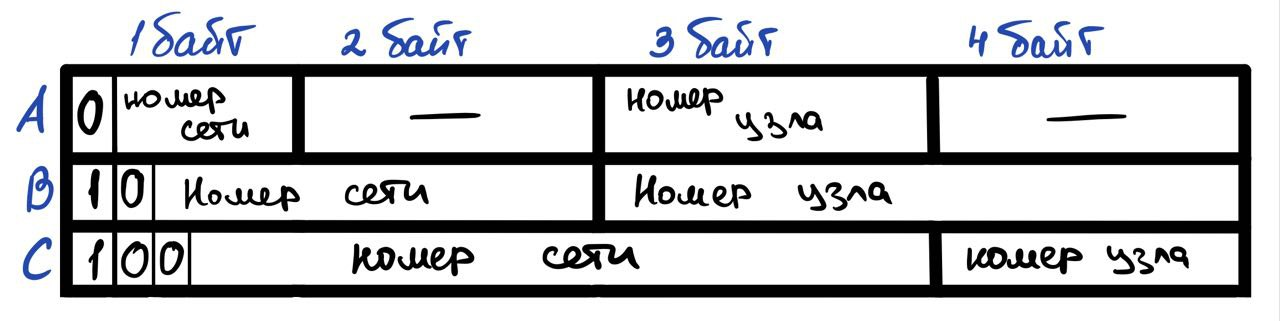 1 байт 2 байт 3 байт 4 байт
A 0 номер сети — номер узла —
B 1 0 Номер сети Номер узла
C 1 0 0 номер сети номер узла